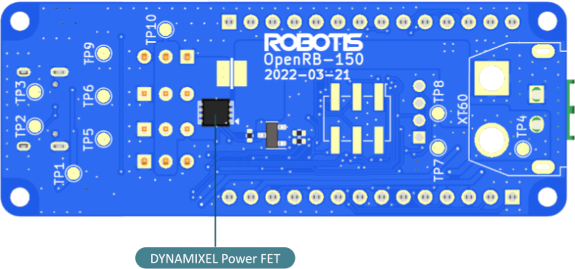 TP10
ROBOTIS
OpenRB-150
2022-03-21
TP9
TP3
TP6
TP2
TP5
TP1
TP8
XT60
TP4
TP7
DYNAMIXEL Power FET